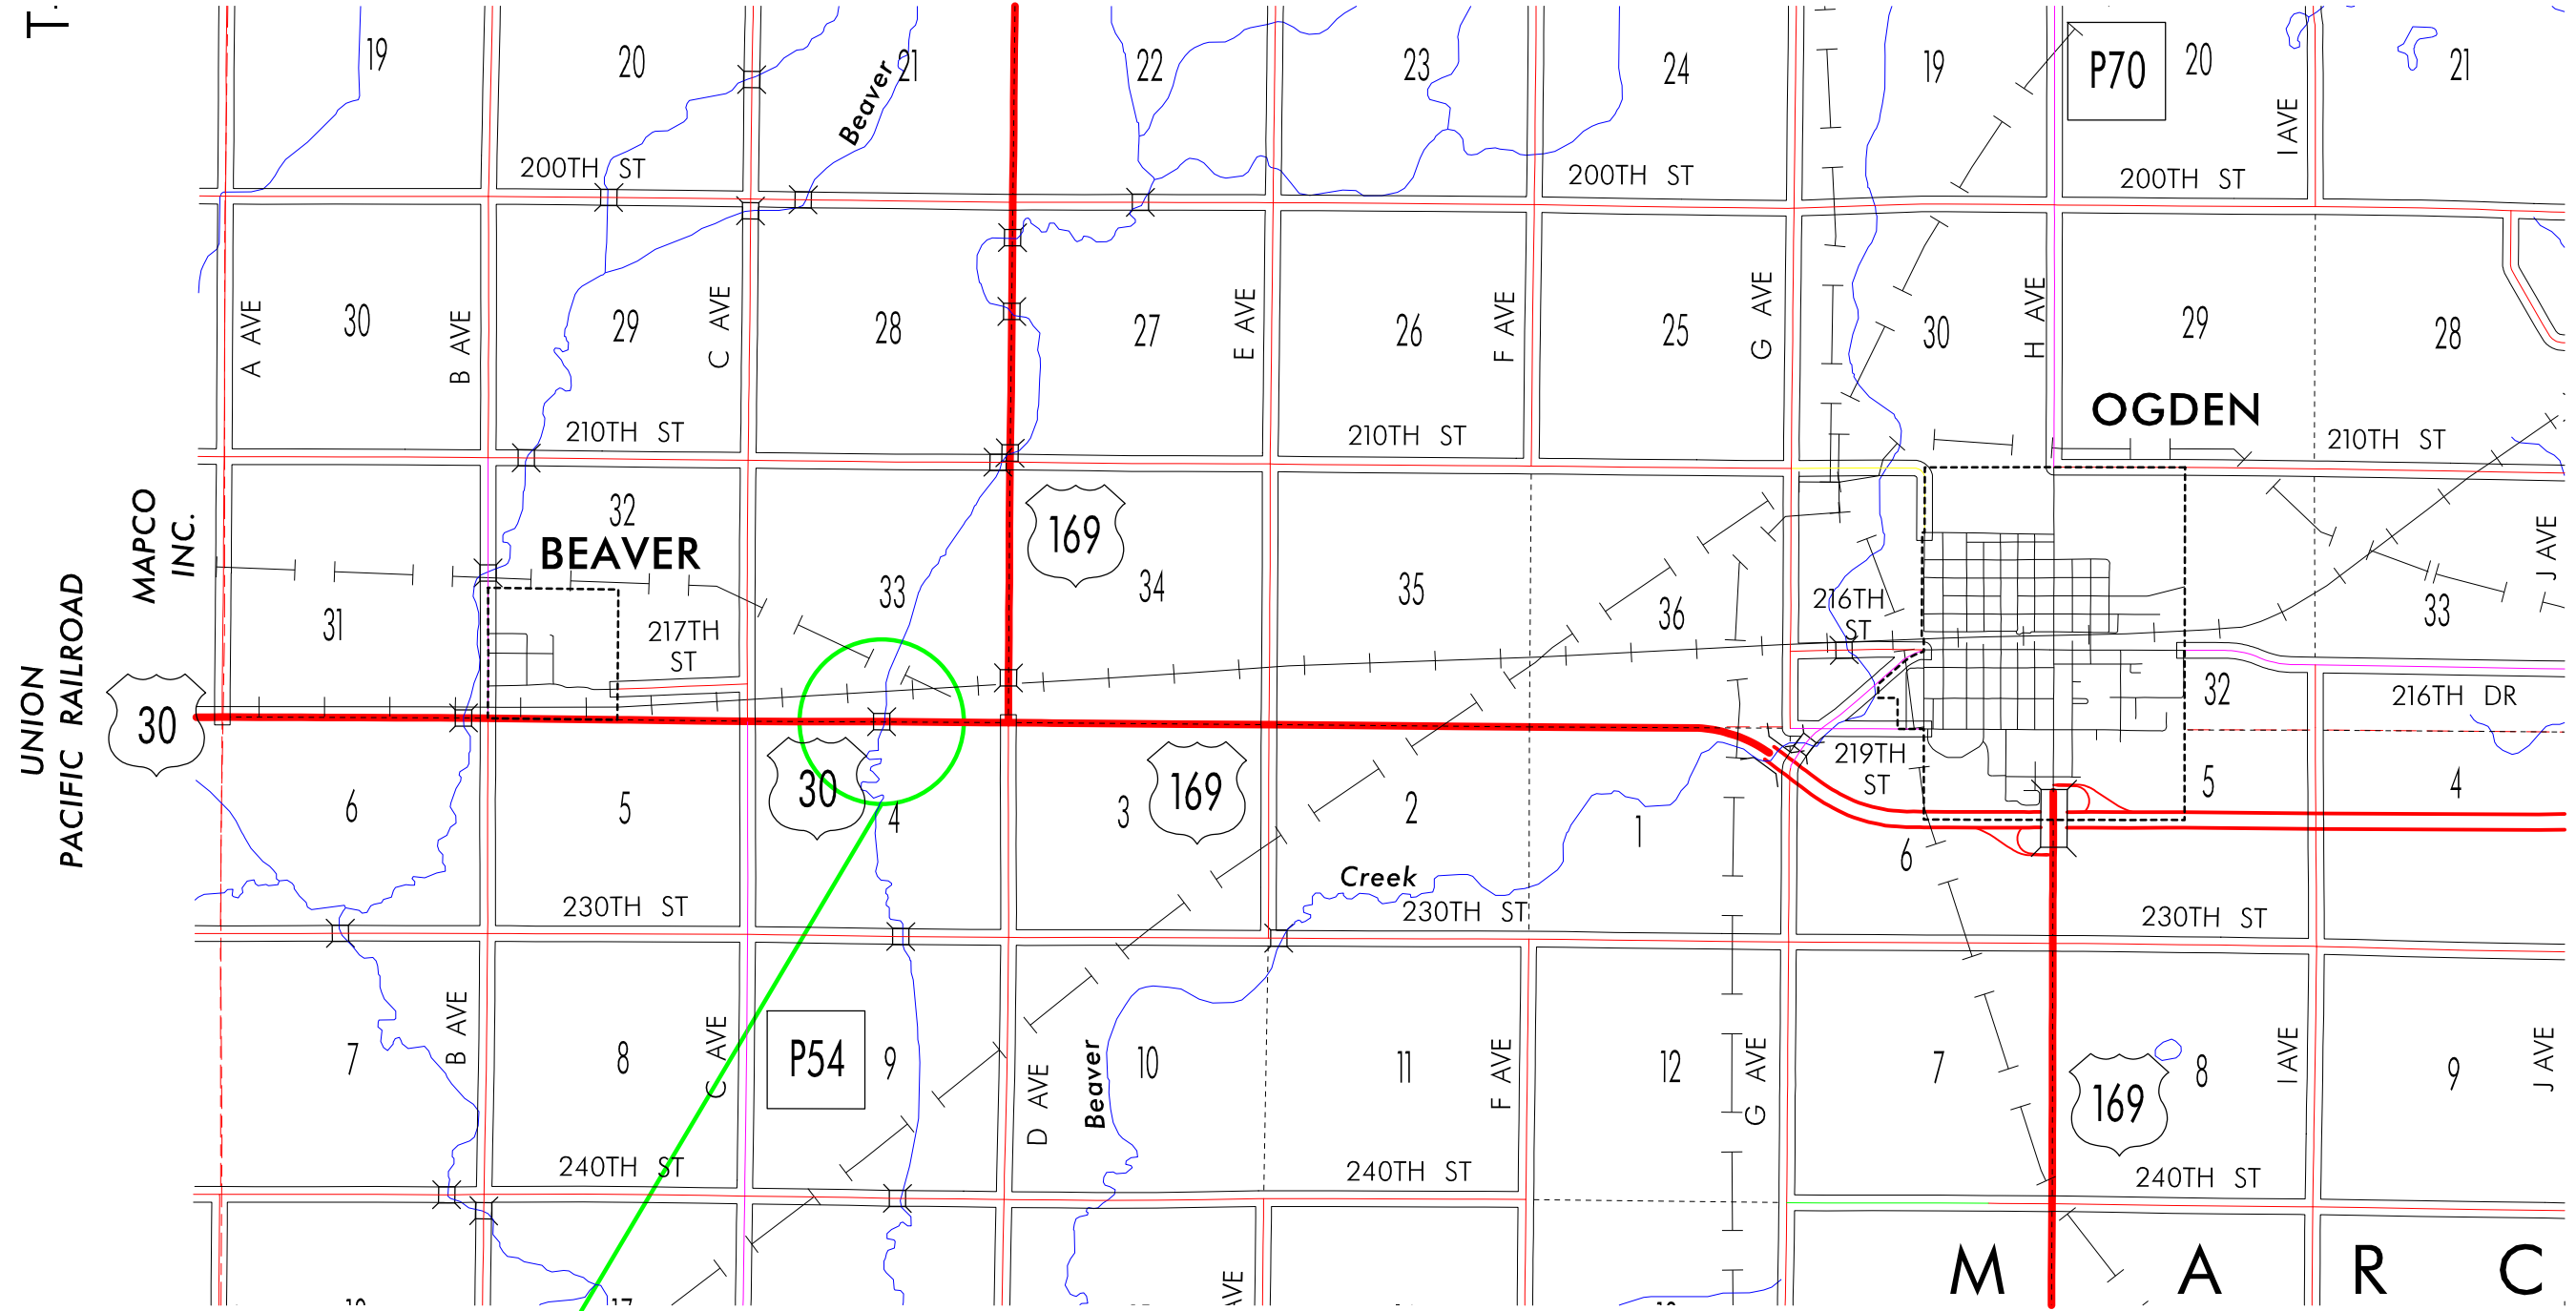 T.
19
20
Beaver
21
22
23
24
19
P70
20
21
I AVE
200TH ST
200TH ST
200TH ST
A AVE
30
B AVE
29
C AVE
28
27
E AVE
26
F AVE
25
G AVE
30
H AVE
29
28
OGDEN
210TH ST
210TH ST
210TH ST
MAPCO
INC.
32
BEAVER
169
J AVE
31
217TH
ST
33
34
35
36
216TH
ST
33
UNION
PACIFIC RAILROAD
30
32
216TH DR
219TH
ST
6
5
30
4
3
169
2
1
6
5
4
Creek
230TH ST
230TH ST
230TH ST
7
B AVE
8
C AVE
P54
9
D AVE
Beaver
10
11
F AVE
12
G AVE
7
169
8
I AVE
9
J AVE
240TH ST
240TH ST
240TH ST
17
AVE
M A R C